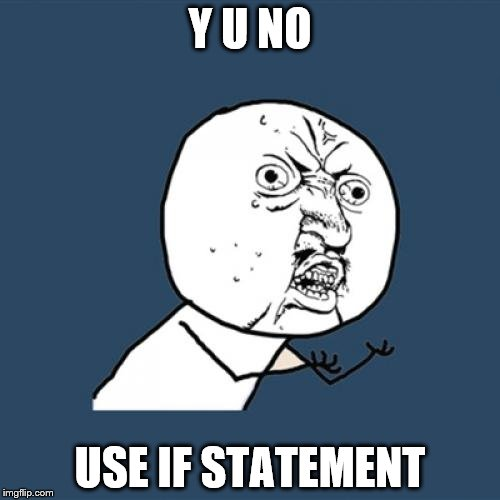 Y U NO
USE IF STATEMENT
imgflip.com